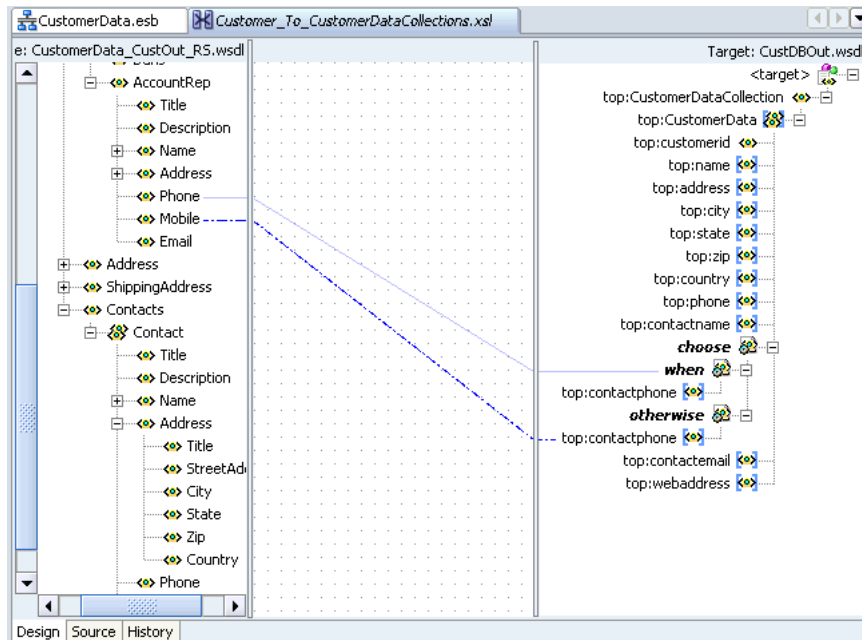 CustomerData.esb
Customer_To_CustomerDataCollections.xsl
e: CustomerData_CustOut_RS.wsdl
AccountRep
Title
Description
Name
Address
Phone
Mobile
Email
Address
ShippingAddress
Contacts
Contact
Title
Description
Name
Address
Title
StreetAd
City
State
Zip
Country
Phone
Target: CustDBOut.wsd
<target>
top:CustomerDataCollection
top:CustomerData
top:customerid
top:name
top:address
top:city
top:state
top:zip
top:country
top:phone
top:contactname
choose
when
top:contactphone
otherwise
top:contactphone
top:contactemail
top:webaddress
Design
Source
History